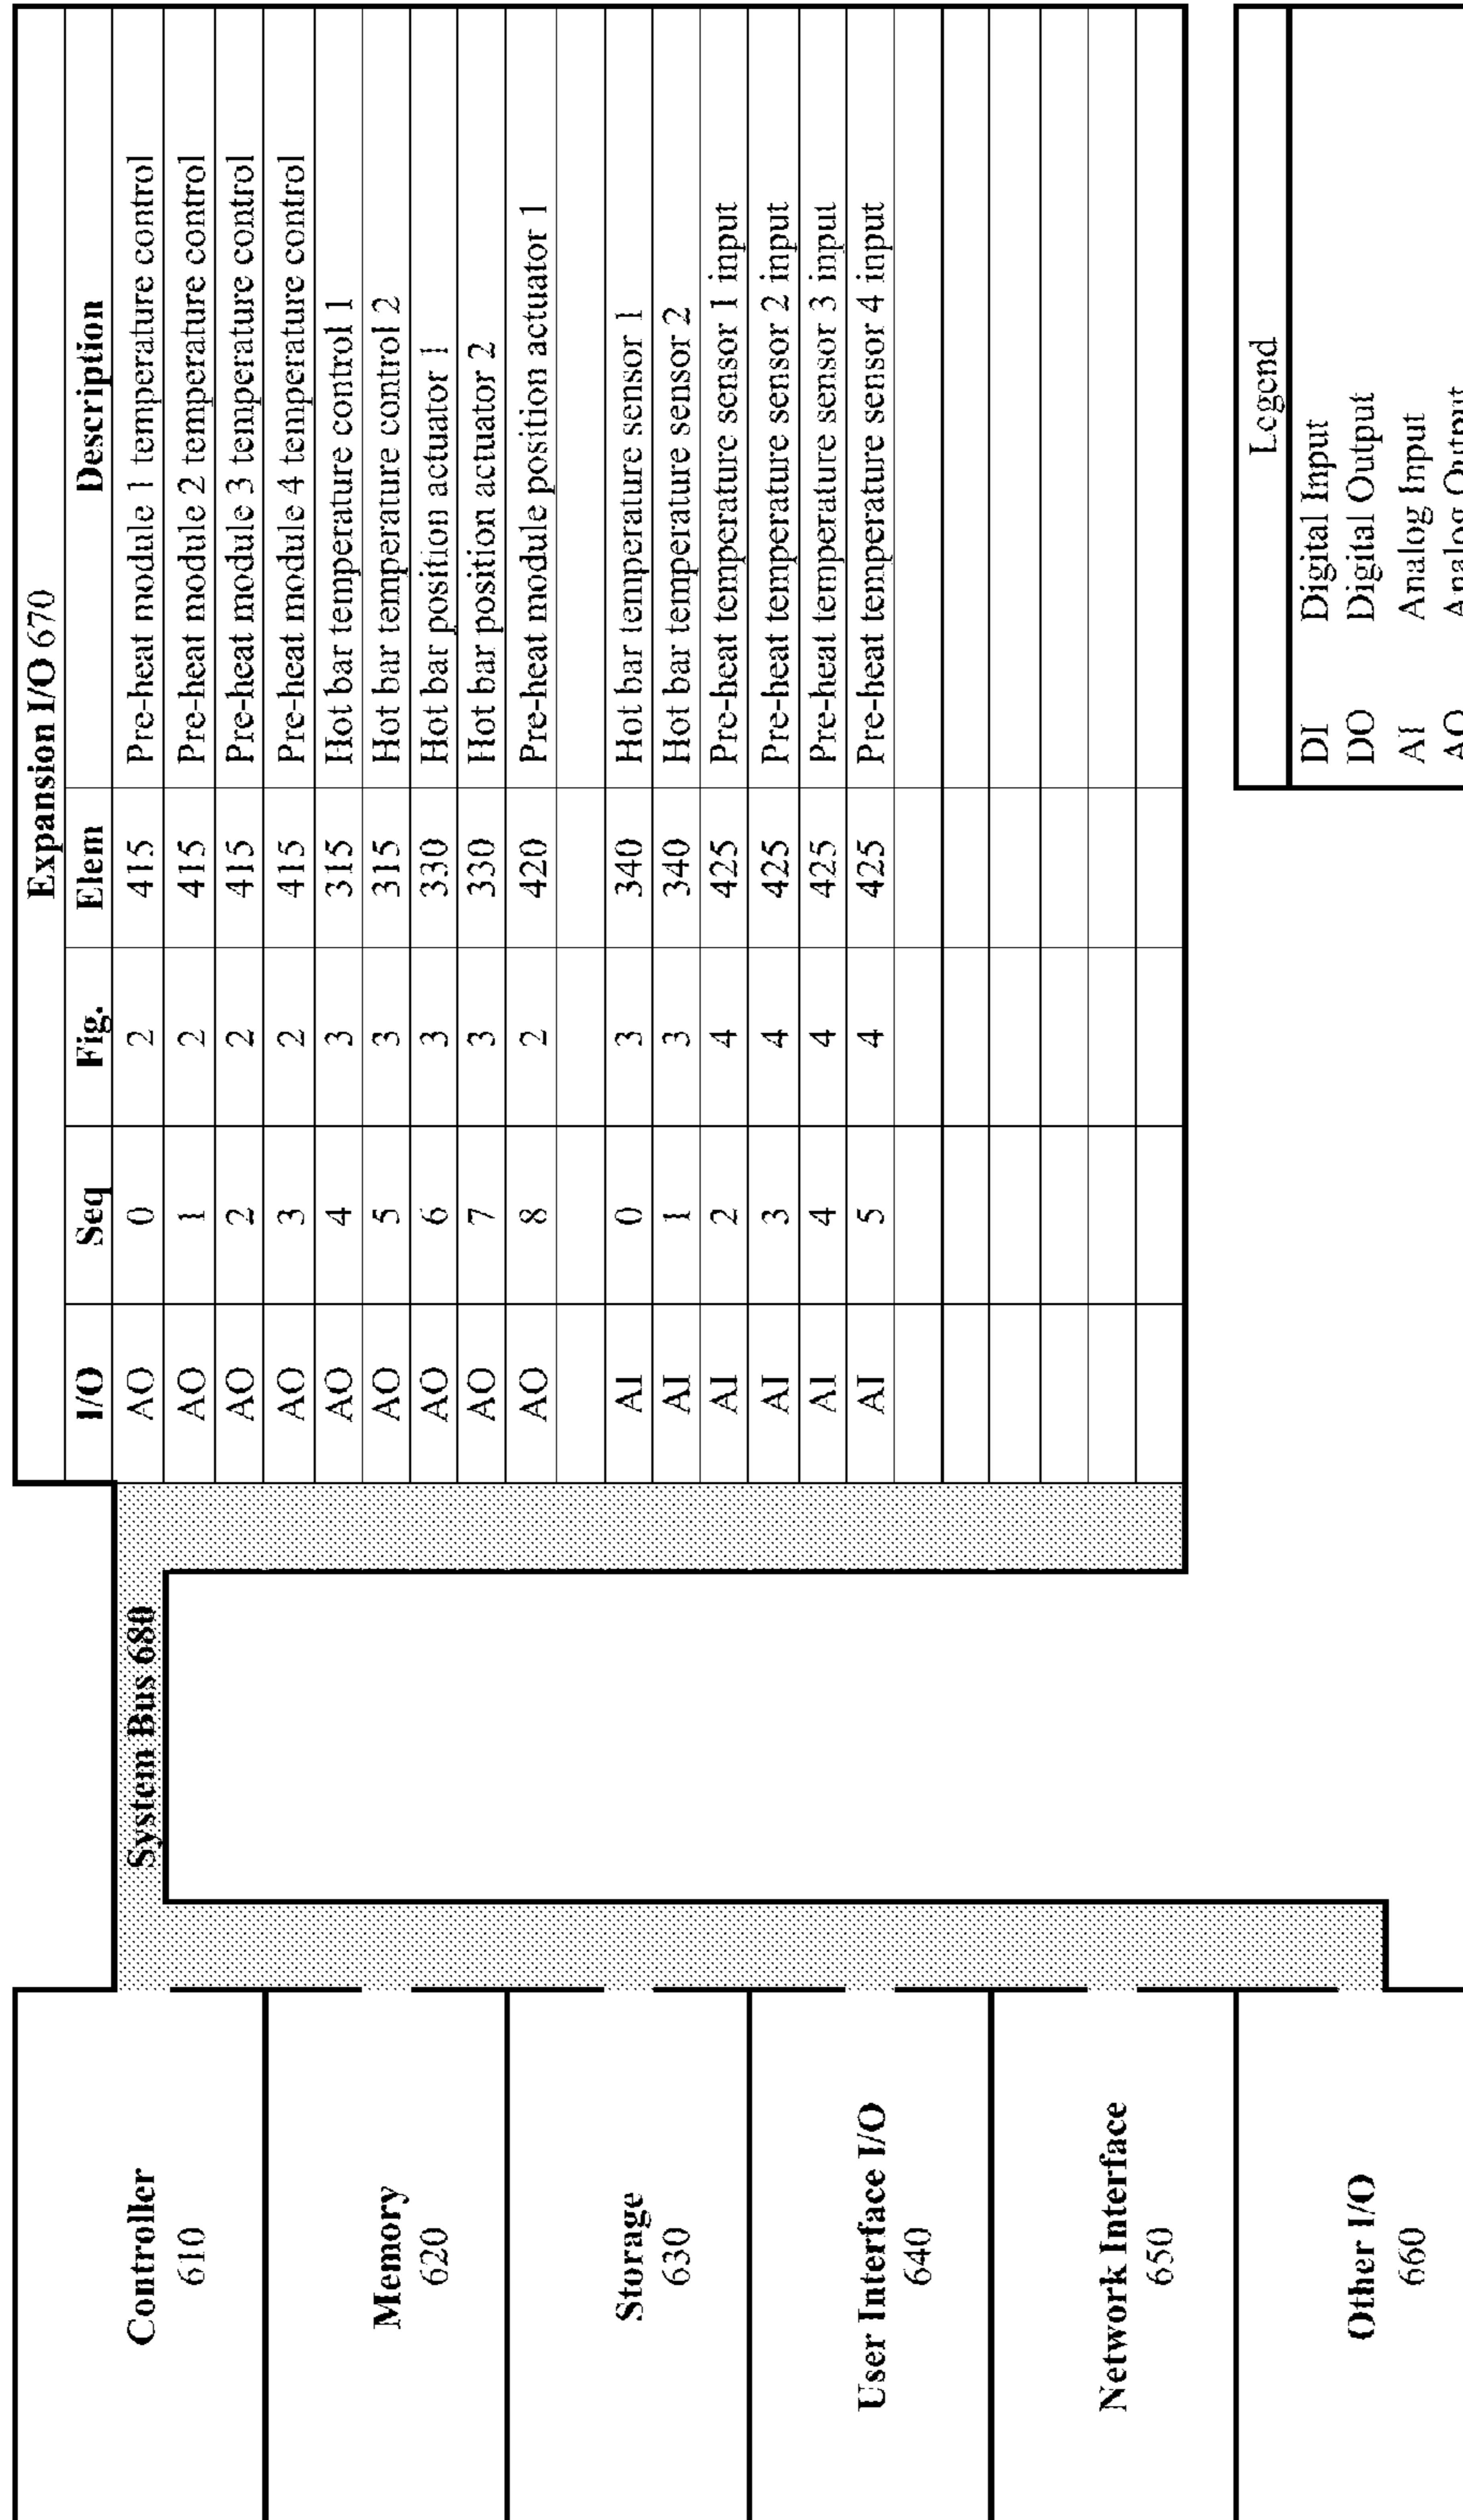 Controller
610
Memory
620
Storage
630
User Interface I/O
640
Network Interface
650
Other I/O
660
System Bus 680
Expansion I/O 670
I/O Seq Fig. Elem Description
AO 0 2 415 Pre-heat module 1 temperature control
AO 1 2 415 Pre-heat module 2 temperature control
AO 2 2 415 Pre-heat module 3 temperature control
AO 3 2 415 Pre-heat module 4 temperature control
AO 4 3 315 Hot bar temperature control 1
AO 5 3 315 Hot bar temperature control 2
AO 6 3 330 Hot bar position actuator 1
AO 7 3 330 Hot bar position actuator 2
AO 8 2 420 Pre-heat module position actuator 1
AI 0 3 340 Hot bar temperature sensor 1
AI 1 3 340 Hot bar temperature sensor 2
AI 2 4 425 Pre-heat temperature sensor 1 input
AI 3 4 425 Pre-heat temperature sensor 2 input
AI 4 4 425 Pre-heat temperature sensor 3 input
AI 5 4 425 Pre-heat temperature sensor 4 input
Legend
DI Digital Input
DO Digital Output
AI Analog Input
AO Analog Output